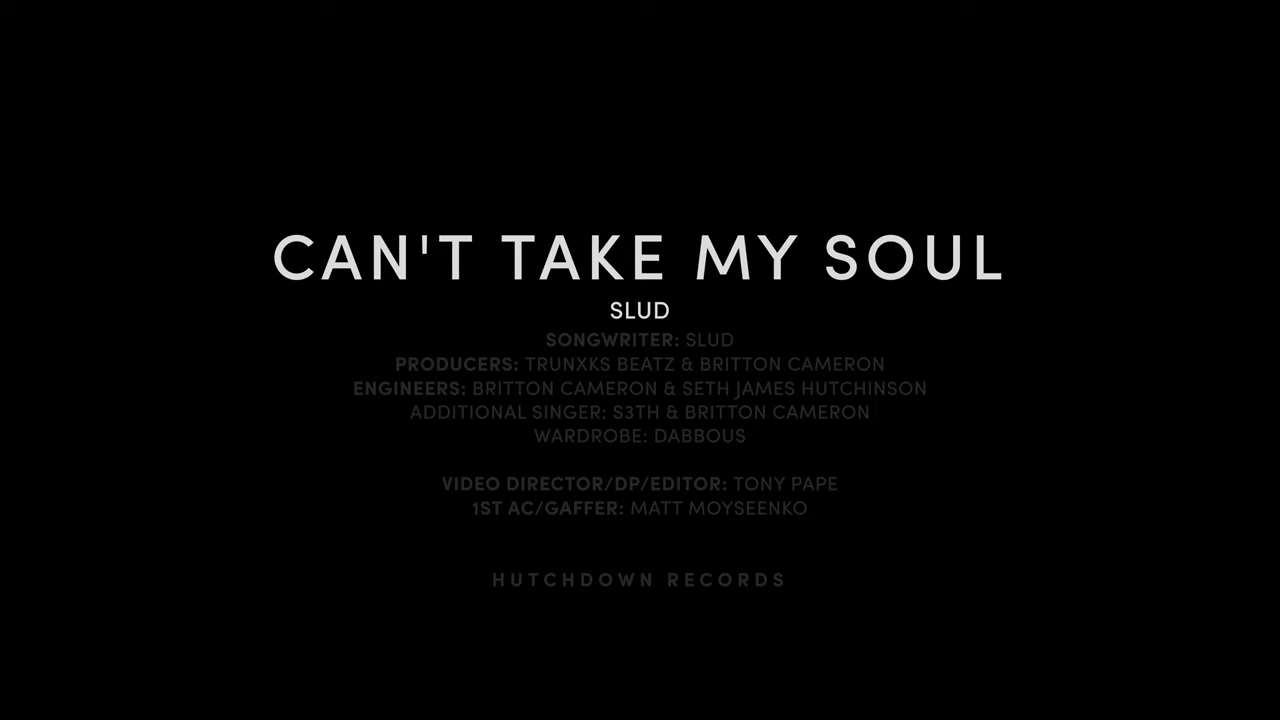 CAN'T TAKE MY SOUL
SLUD
SONGWRITER: SLUD
PRODUCERS: TRUNXKS BEATZ & BRITTON CAMERON
ENGINEERS: BRITTON CAMERON & SETH JAMES HUTCHINSON
ADDITIONAL SINGER: S3TH & BRITTON CAMERON
WARDROBE: DABBOUS
VIDEO DIRECTOR/DP/EDITOR: TONY PAPE
1ST AC/GAFFER: MATT MOYSEENKO
HUTCHDOWN RECORDS